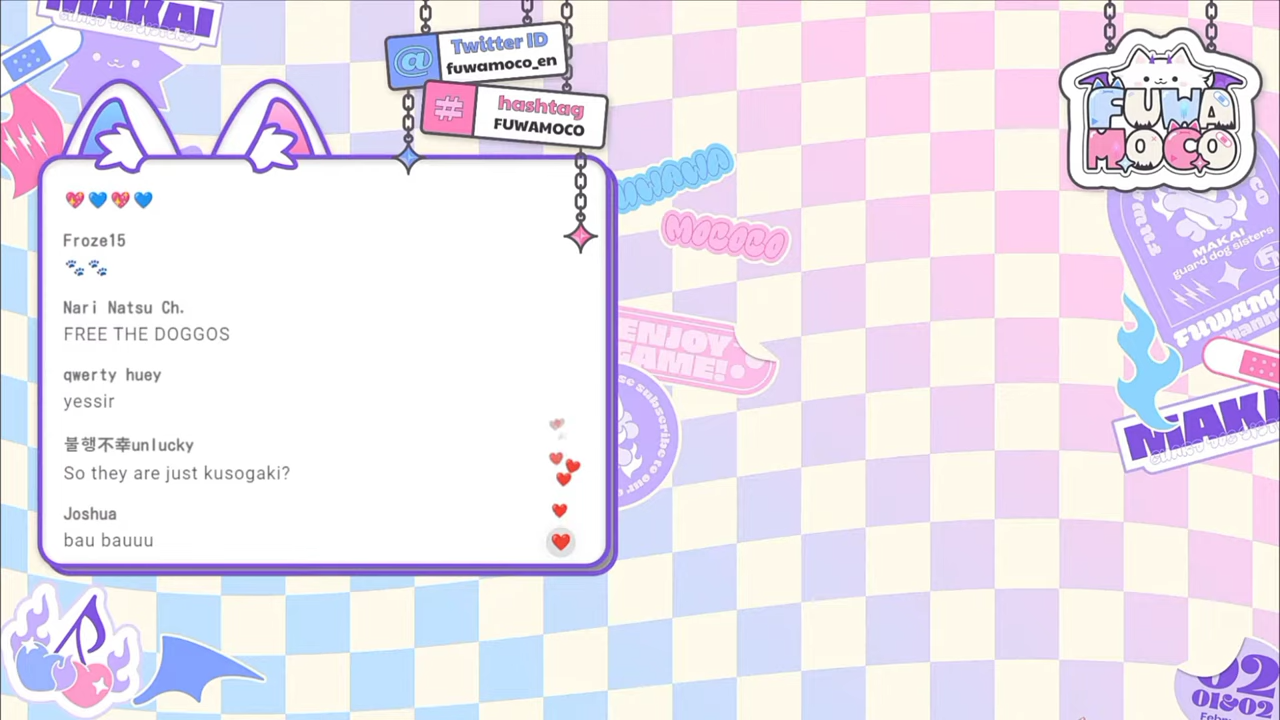 MAKAI
@ Twitter ID
fuwamoco_en
# hashtag
FUWAMOCO
FUWA
MOCO
Froze15
Nari Natsu Ch.
FREE THE DOGGOS
qwerty huey
yessir
불행不幸unlucky
So they are just kusogaki?
Joshua
bau bauuu
MOCOCO
ENJOY
GAME!
MAKAI
guard dog sisters
FUWAMO
MAKAI
02
01&02